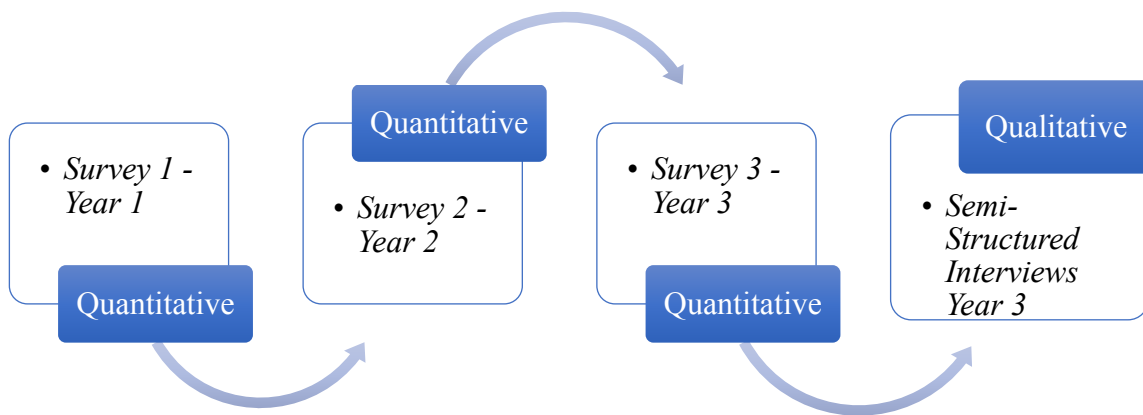 • Survey 1 -
Year 1
Quantitative
Quantitative
• Survey 2 -
Year 2
• Survey 3 -
Year 3
Quantitative
Qualitative
• Semi-
Structured
Interviews
Year 3